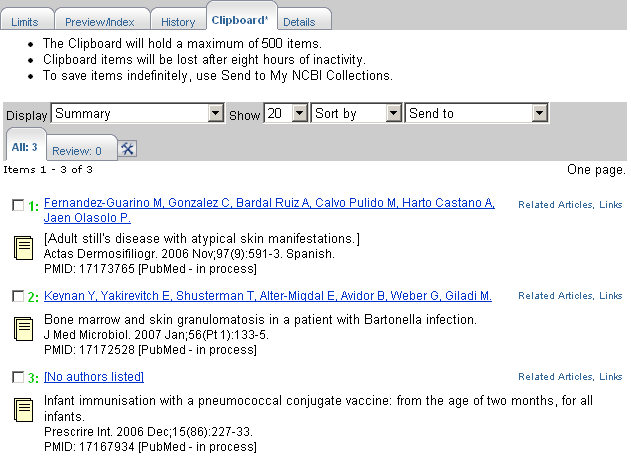 Limits Preview/Index History Clipboard* Details
• The Clipboard will hold a maximum of 500 items.
• Clipboard items will be lost after eight hours of inactivity.
• To save items indefinitely, use Send to My NCBI Collections.
Display Summary Show 20 Sort by Send to
All: 3 Review: 0
Items 1 - 3 of 3 One page.
1: Fernandez-Guarino M, Gonzalez C, Bardal Ruiz A, Calvo Pulido M, Harto Castano A, Related Articles, Links
Jaen Olasolo P.
[Adult still's disease with atypical skin manifestations.]
Actas Dermosifiliogr. 2006 Nov;97(9):591-3. Spanish.
PMID: 17173765 [PubMed - in process]
2: Keynan Y, Yakirevitch E, Shusterman T, Alter-Migdal E, Avidor B, Weber G, Giladi M. Related Articles, Links
Bone marrow and skin granulomatosis in a patient with Bartonella infection.
J Med Microbiol. 2007 Jan;56(Pt 1):133-5.
PMID: 17172528 [PubMed - in process]
3: [No authors listed] Related Articles, Links
Infant immunisation with a pneumococcal conjugate vaccine: from the age of two months, for all
infants.
Prescrire Int. 2006 Dec;15(86):227-33.
PMID: 17167934 [PubMed - in process]